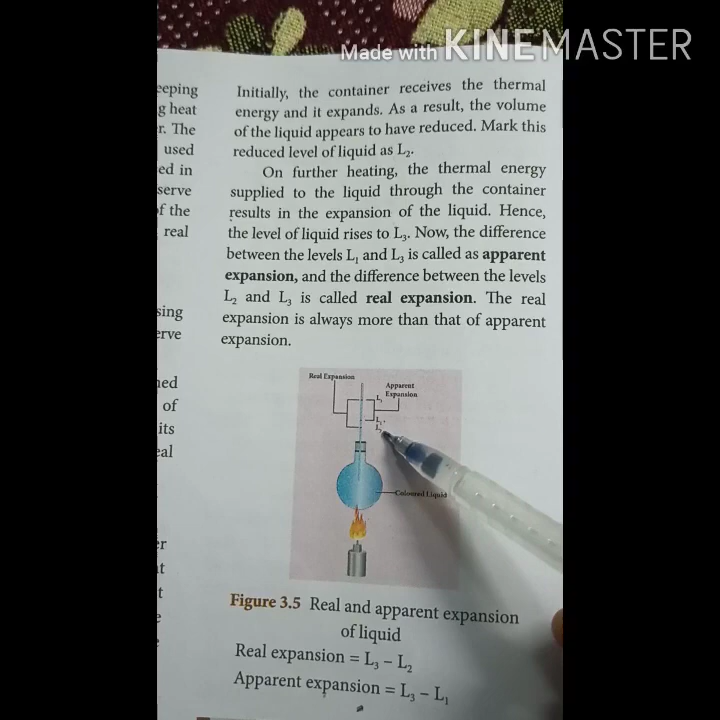 Made with KINEMASTER
eeping
g heat
r. The
used
ed in
serve
of the
real
sing
erve
ned
of
its
eal
er
at
t
Initially, the container receives the thermal
energy and it expands. As a result, the volume
of the liquid appears to have reduced. Mark this
reduced level of liquid as L₂.
On further heating, the thermal energy
supplied to the liquid through the container
results in the expansion of the liquid. Hence,
the level of liquid rises to L₃. Now, the difference
between the levels L₁ and L₃ is called as apparent
expansion, and the difference between the levels
L₂ and L₃ is called real expansion. The real
expansion is always more than that of apparent
expansion.
Real Expansion
Apparent
Expansion
Coloured Liquid
Figure 3.5 Real and apparent expansion
of liquid
Real expansion = L₃ – L₂
Apparent expansion = L₃ – L₁